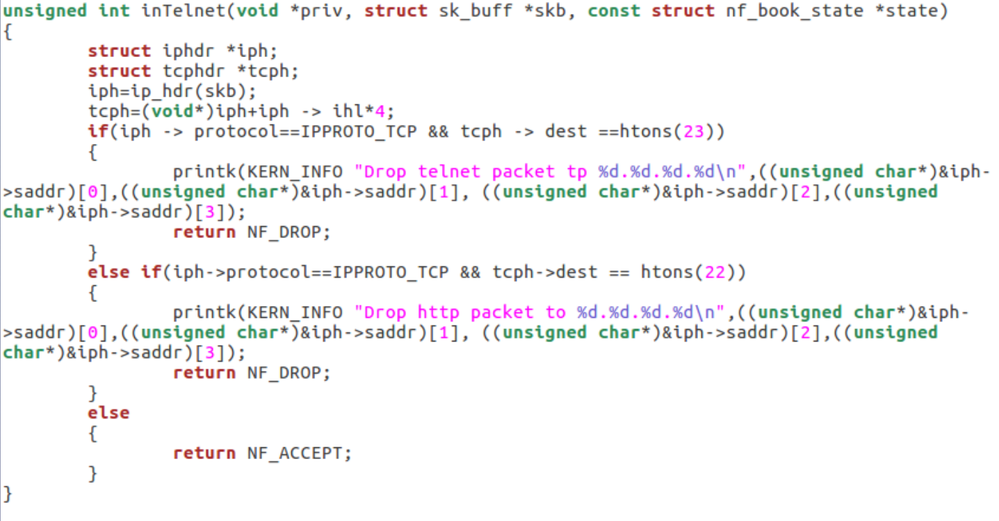 unsigned int inTelnet(void *priv, struct sk_buff *skb, const struct nf_book_state *state)
{
        struct iphdr *iph;
        struct tcphdr *tcph;
        iph=ip_hdr(skb);
        tcph=(void*)iph+iph -> ihl*4;
        if(iph -> protocol==IPPROTO_TCP && tcph -> dest ==htons(23))
        {
                printk(KERN_INFO "Drop telnet packet tp %d.%d.%d.%d\n",((unsigned char*)&iph-
>saddr)[0],((unsigned char*)&iph->saddr)[1], ((unsigned char*)&iph->saddr)[2],((unsigned
char*)&iph->saddr)[3]);
                return NF_DROP;
        }
        else if(iph->protocol==IPPROTO_TCP && tcph->dest == htons(22))
        {
                printk(KERN_INFO "Drop http packet to %d.%d.%d.%d\n",((unsigned char*)&iph-
>saddr)[0],((unsigned char*)&iph->saddr)[1], ((unsigned char*)&iph->saddr)[2],((unsigned
char*)&iph->saddr)[3]);
                return NF_DROP;
        }
        else
        {
                return NF_ACCEPT;
        }
}